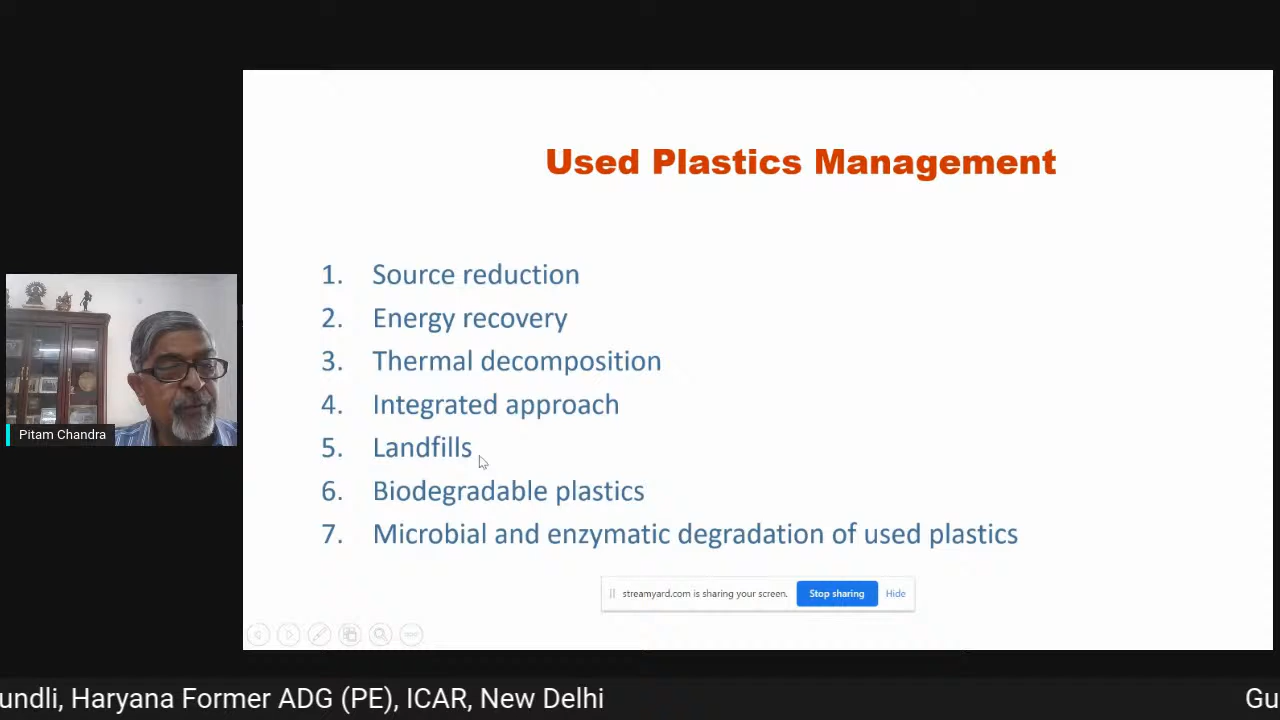 Used Plastics Management
1. Source reduction
2. Energy recovery
3. Thermal decomposition
4. Integrated approach
5. Landfills
6. Biodegradable plastics
7. Microbial and enzymatic degradation of used plastics
Pitam Chandra
streamyard.com is sharing your screen. Stop sharing Hide
undli, Haryana Former ADG (PE), ICAR, New Delhi Gu